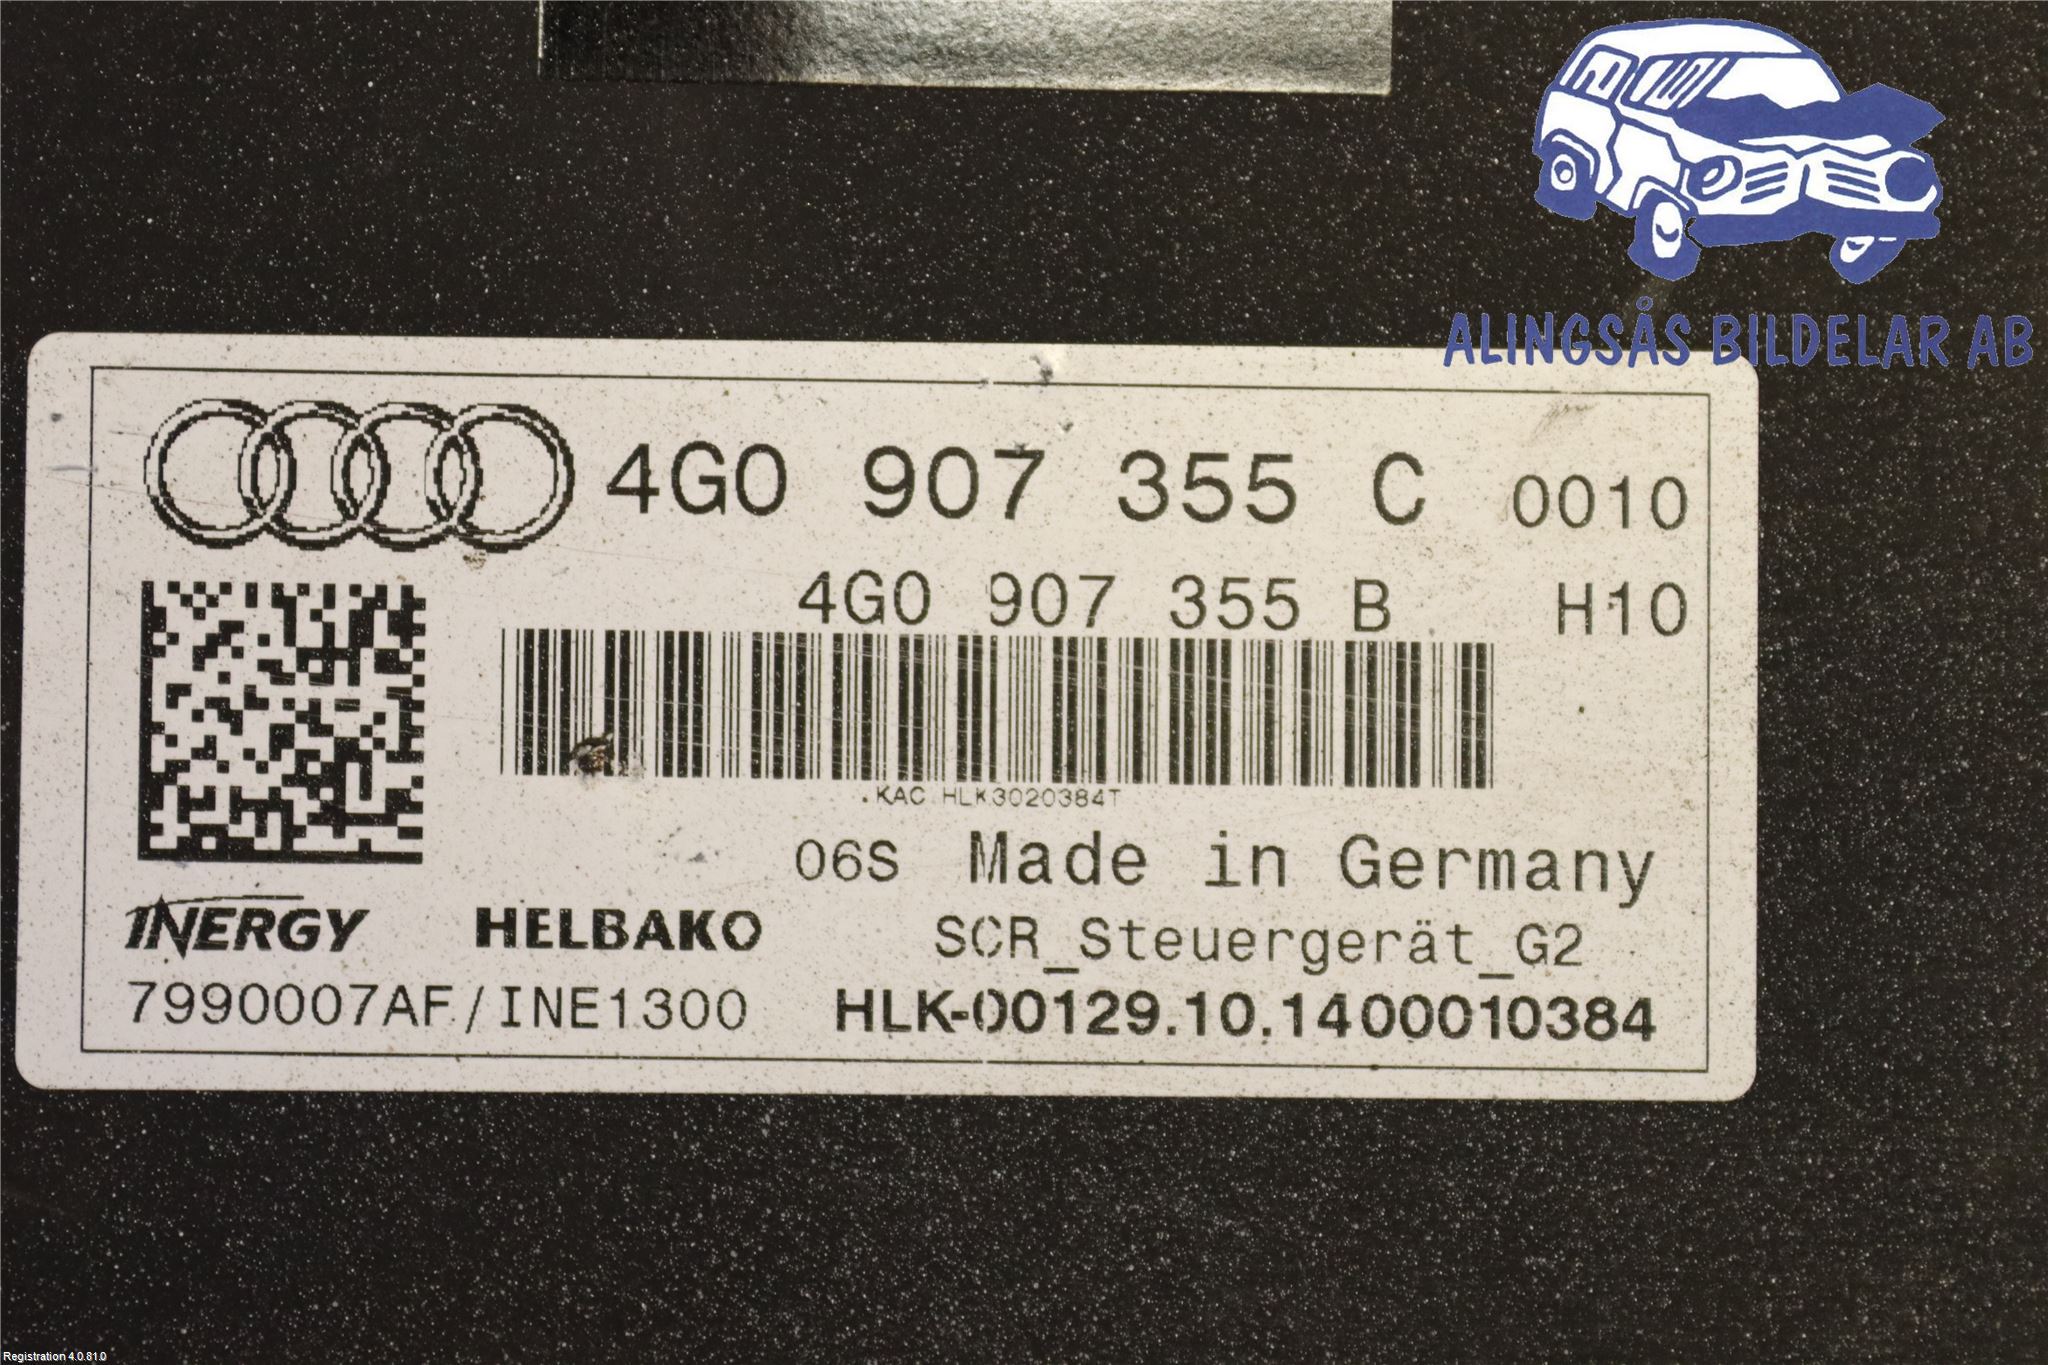 ALINGSÅS BILDELAR AB
4G0 907 355 C 0010
4G0 907 355 B H10
.KAC HLK3020384T
06S Made in Germany
INERGY HELBAKO SCR_Steuergerät_G2
7990007AF/INE1300 HLK-00129.10.1400010384
Registration 4.0.81.0